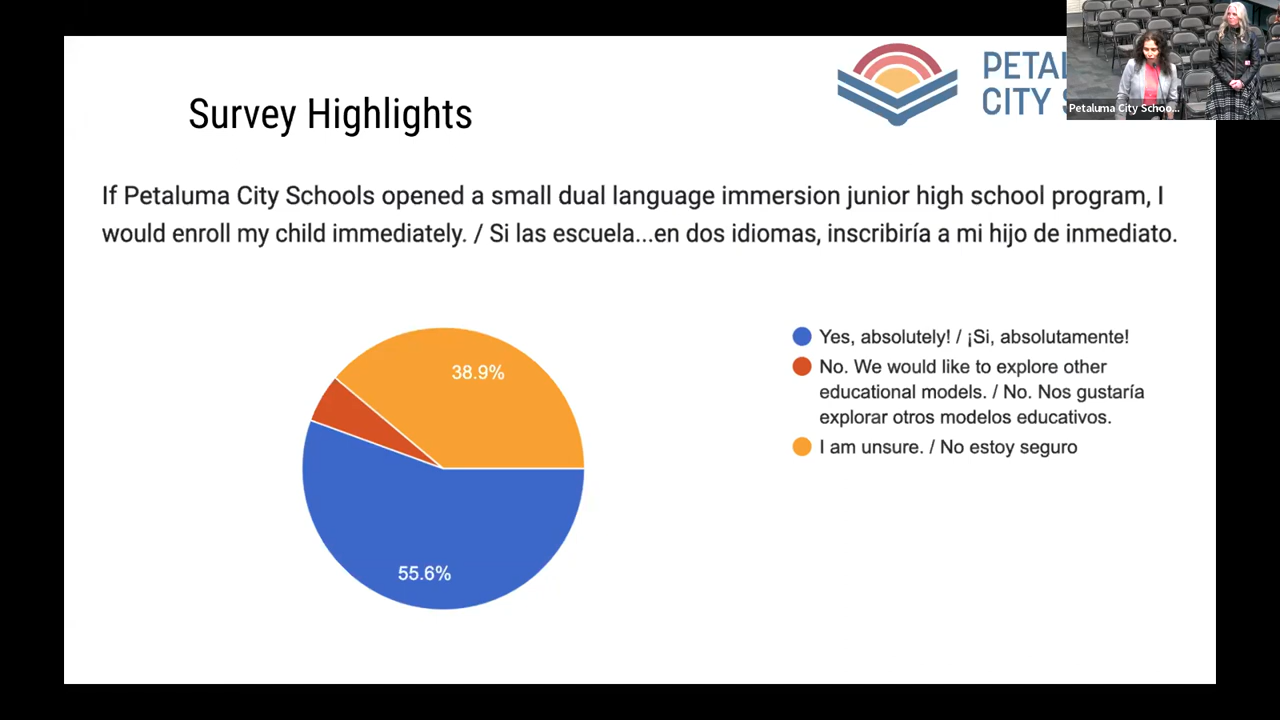 Survey Highlights
PETAL
CITY S
Petaluma City Schoo...
If Petaluma City Schools opened a small dual language immersion junior high school program, I
would enroll my child immediately. / Si las escuela...en dos idiomas, inscribiría a mi hijo de inmediato.
38.9%
55.6%
Yes, absolutely! / ¡Si, absolutamente!
No. We would like to explore other
educational models. / No. Nos gustaría
explorar otros modelos educativos.
I am unsure. / No estoy seguro